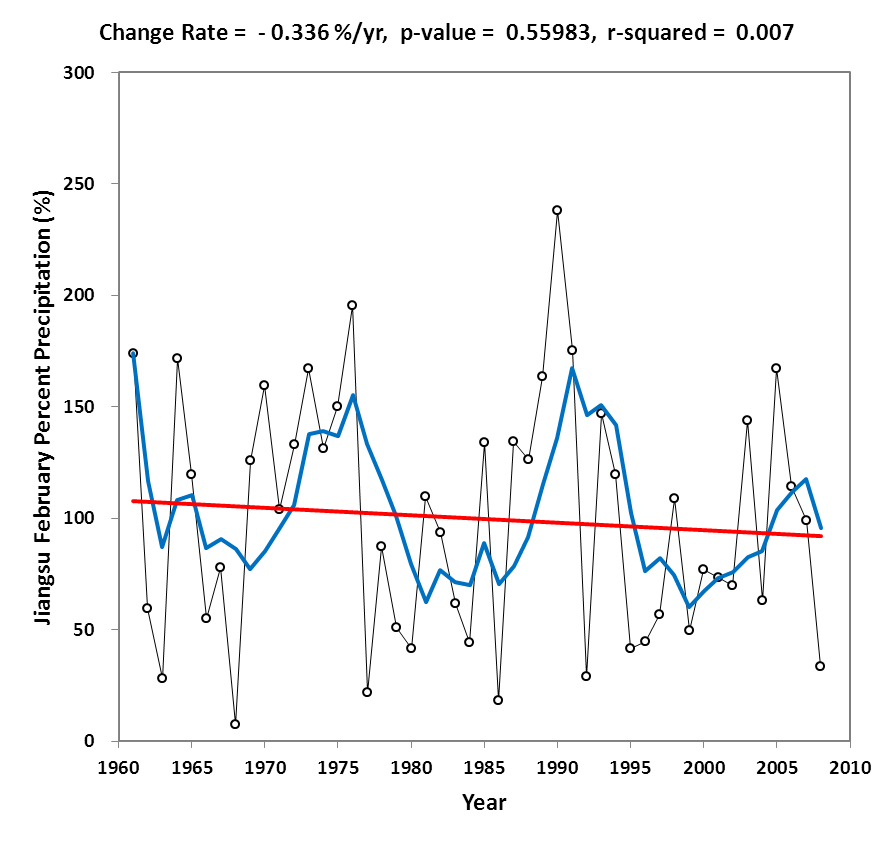 Change Rate = - 0.336 %/yr, p-value = 0.55983, r-squared = 0.007
300
250
200
150
100
50
0
Jiangsu February Percent Precipitation (%)
1960 1965 1970 1975 1980 1985 1990 1995 2000 2005 2010
Year